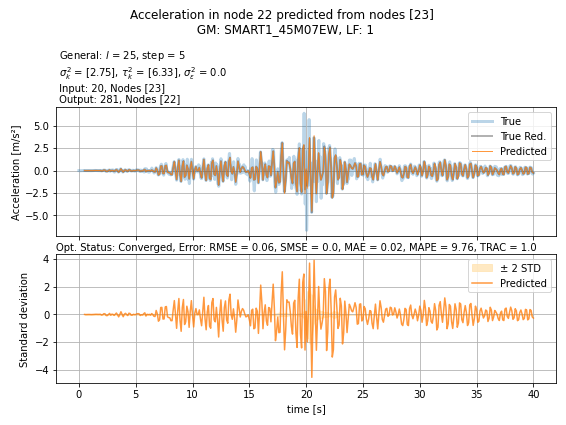 Acceleration in node 22 predicted from nodes [23]
GM: SMART1_45M07EW, LF: 1
General: l = 25, step = 5
σ²ₖ = [2.75], τ²ₖ = [6.33], σ²ε = 0.0
Input: 20, Nodes [23]
Output: 281, Nodes [22]
True
True Red.
Predicted
Acceleration [m/s²]
5.0
2.5
0.0
−2.5
−5.0
Opt. Status: Converged, Error: RMSE = 0.06, SMSE = 0.0, MAE = 0.02, MAPE = 9.76, TRAC = 1.0
± 2 STD
Predicted
Standard deviation
4
2
0
−2
−4
0 5 10 15 20 25 30 35 40
time [s]